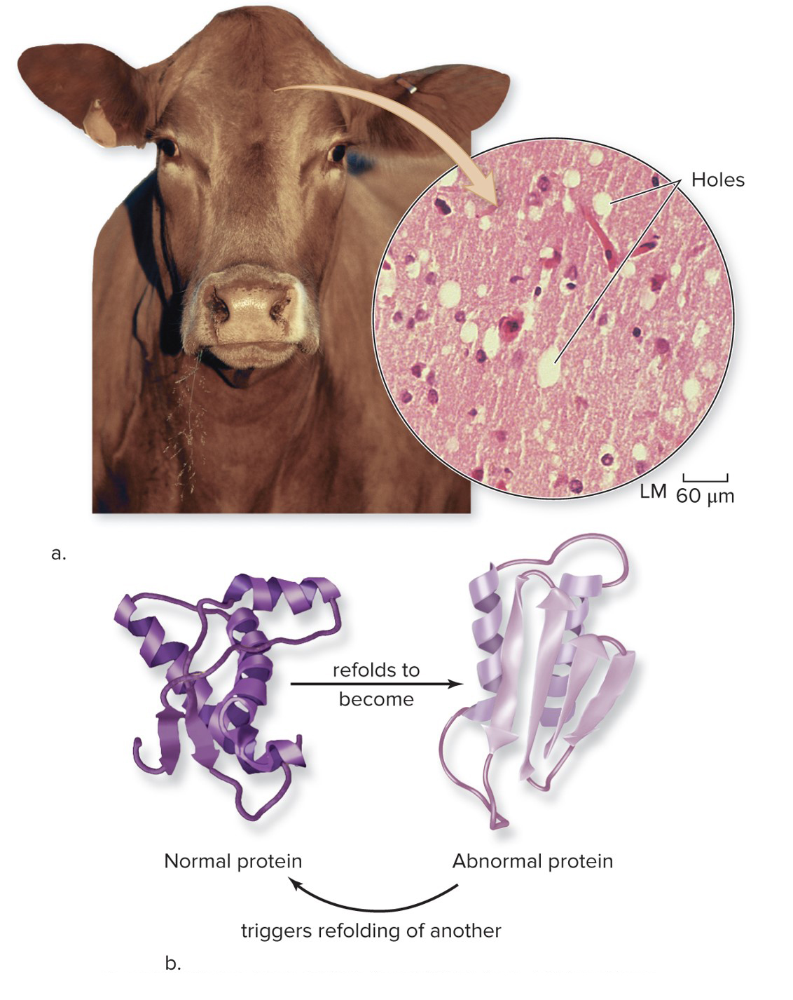 Holes
LM 60 μm
a.
refolds to
become
Normal protein
Abnormal protein
triggers refolding of another
b.